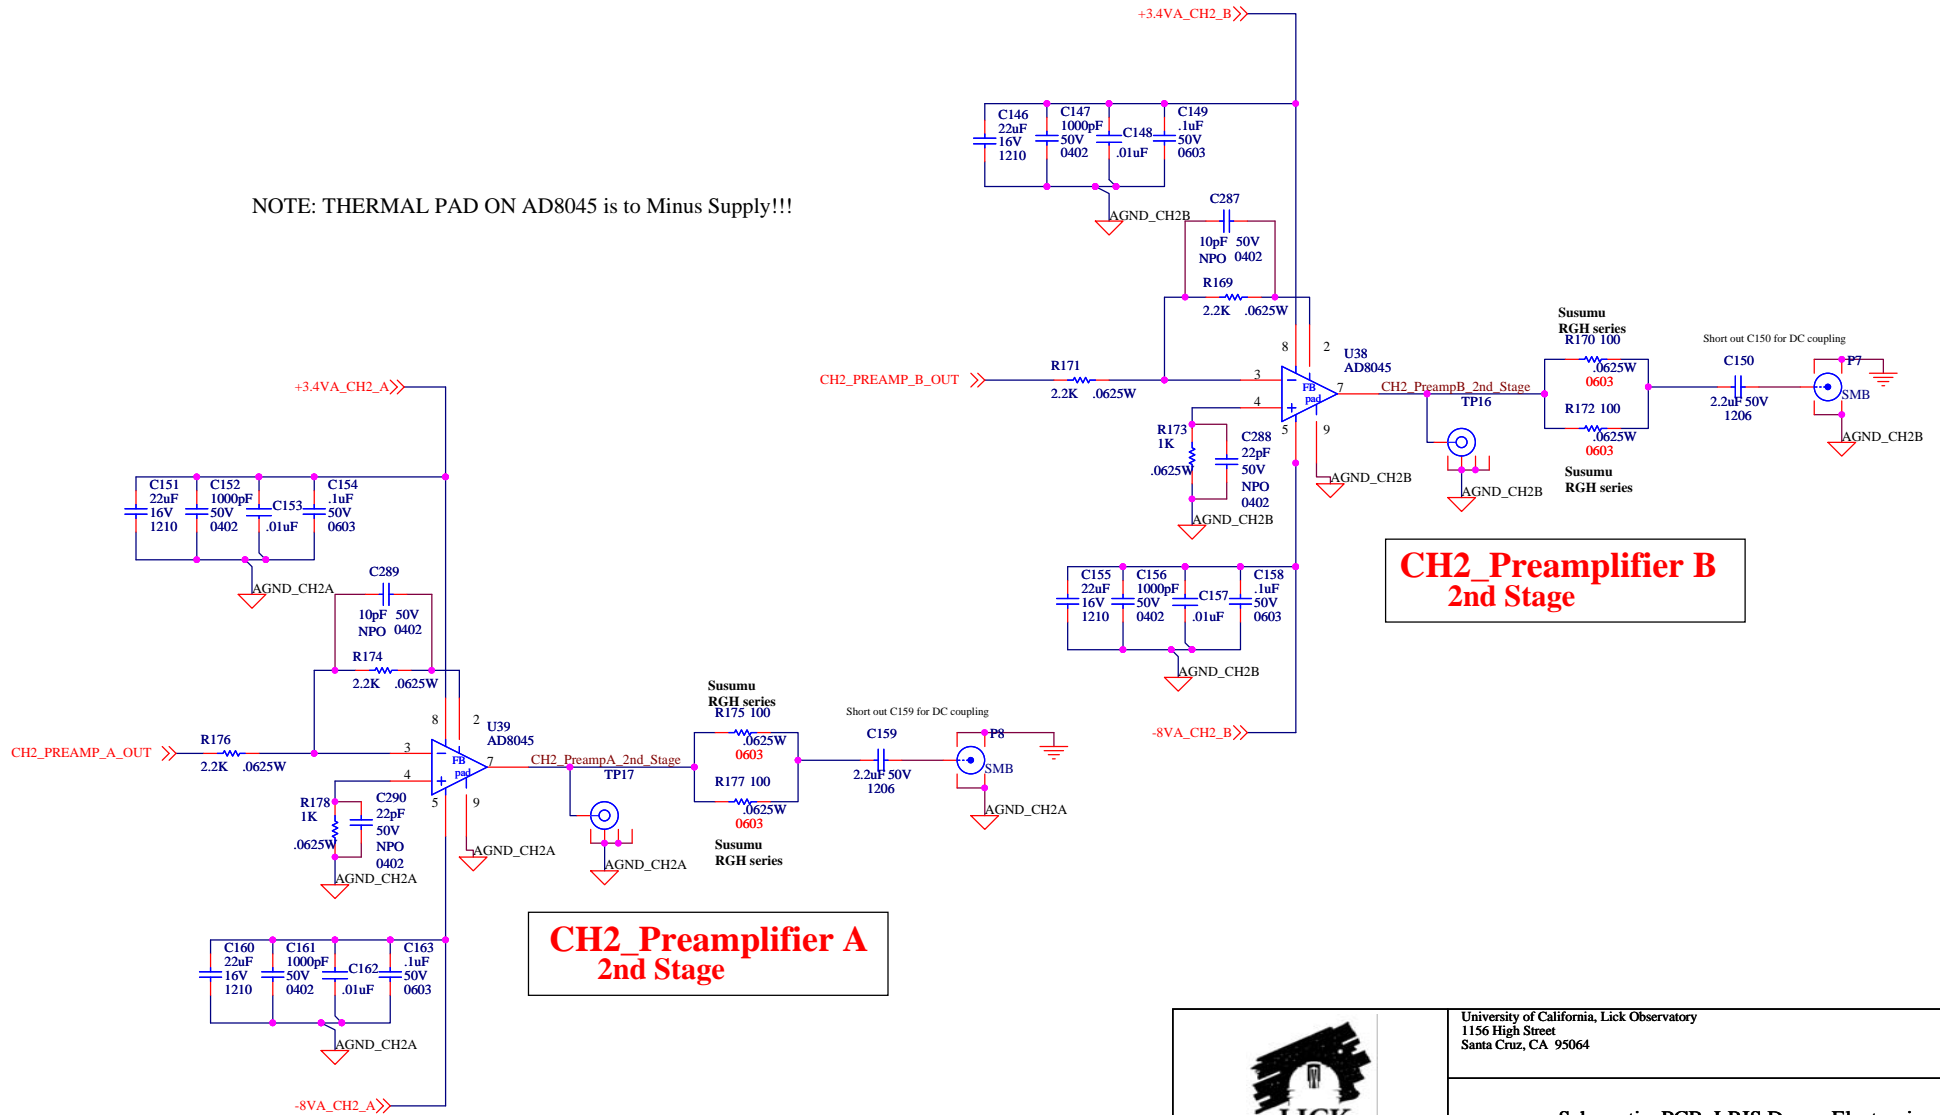 +3.4VA_CH2_B
C146
22uF
16V
1210
C147
1000pF
50V
0402
C148
.01uF
C149
.1uF
50V
0603
AGND_CH2B
NOTE: THERMAL PAD ON AD8045 is to Minus Supply!!!
C287
10pF 50V
NPO 0402
R169
2.2K .0625W
CH2_PREAMP_B_OUT
R171
2.2K .0625W
8
2
3
4
5
9
7
U38
AD8045
FB
pad
R173
1K
.0625W
C288
22pF
50V
NPO
0402
AGND_CH2B
AGND_CH2B
CH2_PreampB_2nd_Stage
TP16
AGND_CH2B
Susumu
RGH series
R170 100
.0625W
0603
R172 100
.0625W
0603
Susumu
RGH series
Short out C150 for DC coupling
C150
2.2uF 50V
1206
P7
SMB
AGND_CH2B
C155
22uF
16V
1210
C156
1000pF
50V
0402
C157
.01uF
C158
.1uF
50V
0603
AGND_CH2B
-8VA_CH2_B
CH2_Preamplifier B
2nd Stage
+3.4VA_CH2_A
C151
22uF
16V
1210
C152
1000pF
50V
0402
C153
.01uF
C154
.1uF
50V
0603
AGND_CH2A
C289
10pF 50V
NPO 0402
R174
2.2K .0625W
CH2_PREAMP_A_OUT
R176
2.2K .0625W
8
2
3
4
5
9
7
U39
AD8045
FB
pad
R178
1K
.0625W
C290
22pF
50V
NPO
0402
AGND_CH2A
AGND_CH2A
CH2_PreampA_2nd_Stage
TP17
AGND_CH2A
Susumu
RGH series
R175 100
.0625W
0603
R177 100
.0625W
0603
Susumu
RGH series
Short out C159 for DC coupling
C159
2.2uF 50V
1206
P8
SMB
AGND_CH2A
C160
22uF
16V
1210
C161
1000pF
50V
0402
C162
.01uF
C163
.1uF
50V
0603
AGND_CH2A
-8VA_CH2_A
CH2_Preamplifier A
2nd Stage
University of California, Lick Observatory
1156 High Street
Santa Cruz, CA 95064
LICK